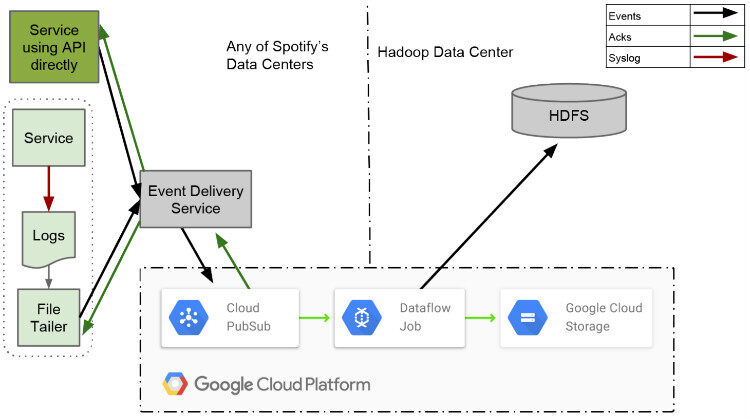 Service
using API
directly
Any of Spotify's
Data Centers
Hadoop Data Center
Events
Acks
Syslog
HDFS
Service
Event Delivery
Service
Logs
File
Tailer
Cloud
PubSub
Dataflow
Job
Google Cloud
Storage
Google Cloud Platform